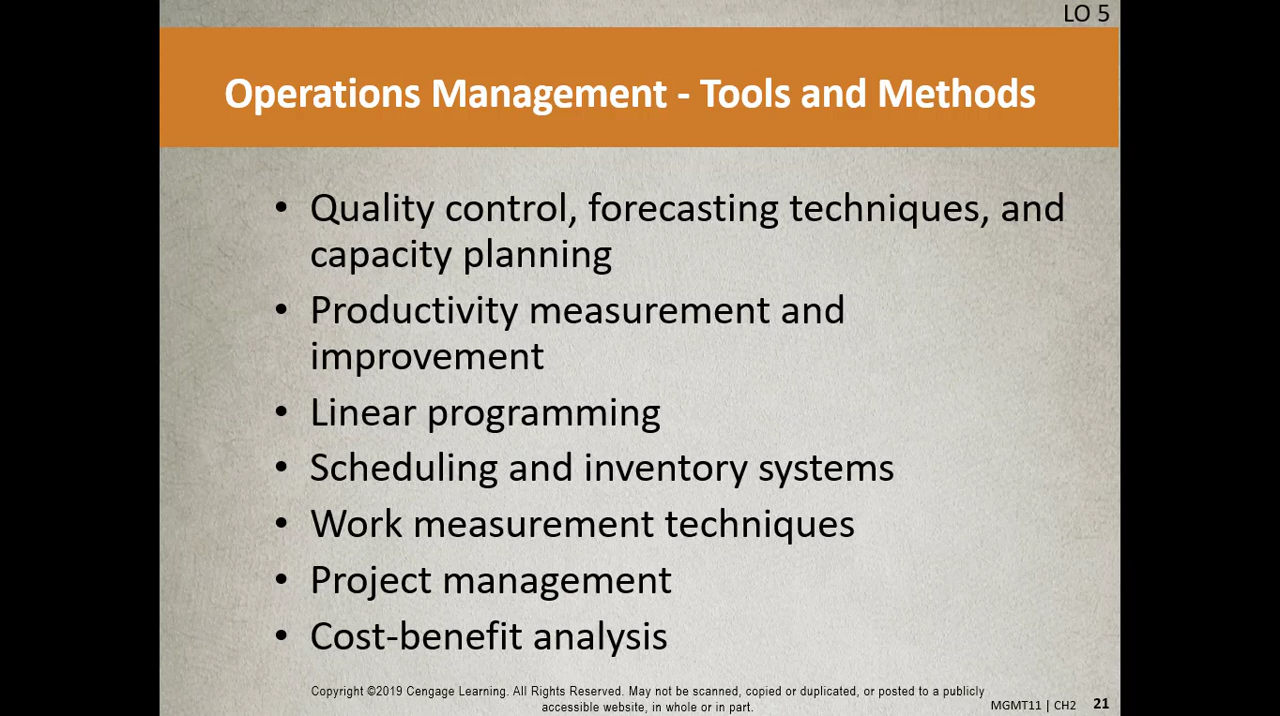 LO 5
Operations Management - Tools and Methods
• Quality control, forecasting techniques, and
capacity planning
• Productivity measurement and
improvement
• Linear programming
• Scheduling and inventory systems
• Work measurement techniques
• Project management
• Cost-benefit analysis
Copyright ©2019 Cengage Learning. All Rights Reserved. May not be scanned, copied or duplicated, or posted to a publicly
accessible website, in whole or in part.
MGMT11 | CH2 21